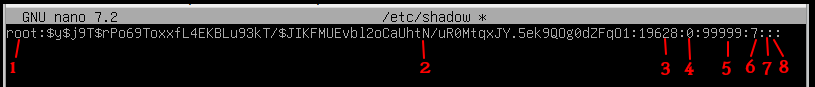 GNU nano 7.2 /etc/shadow *
root:$y$j9T$rPo69ToxxfL4EKBLu93kT/$JIKFMUEvbl2oCaUhtN/uR0MtqxJY.5ek9QOg0dZFqO1:19628:0:99999:7:::
1 2 3 4 5 6 7 8